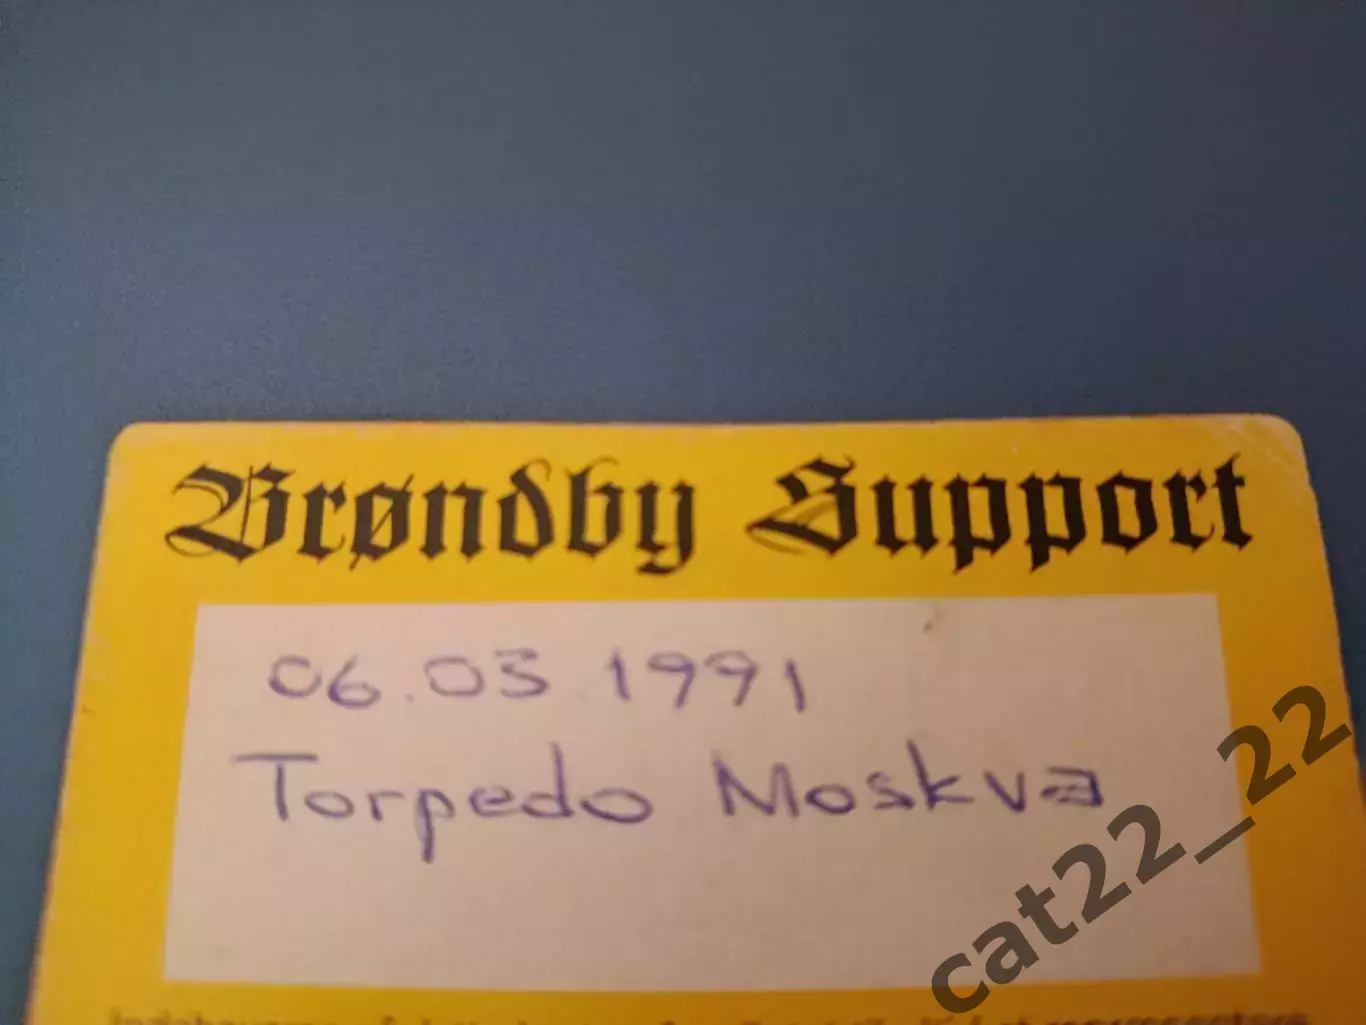 Brøndby Support
06.03 1991
Torpedo Moskva
cat22_22